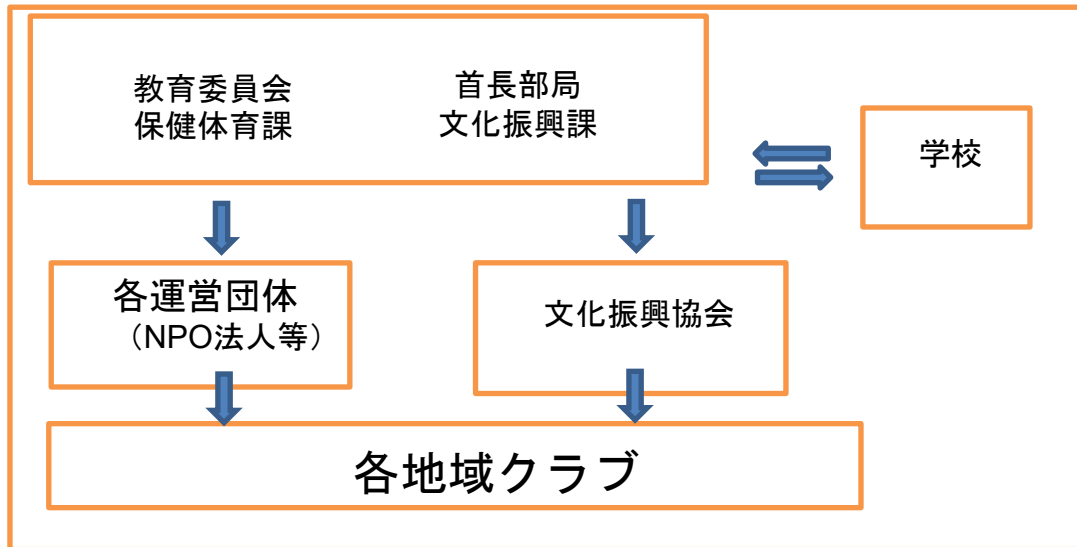 教育委員会
保健体育課
首長部局
文化振興課
学校
各運営団体
（NPO法人等）
文化振興協会
各地域クラブ